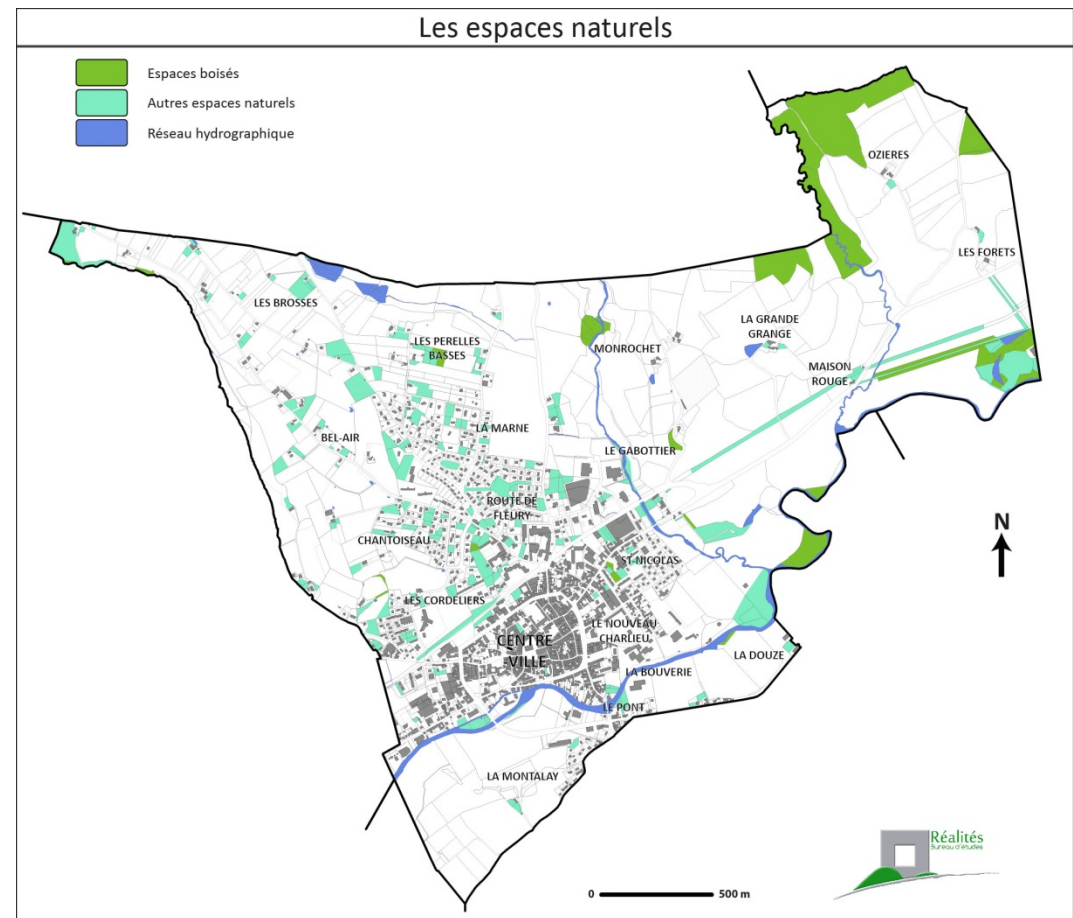 Les espaces naturels
Espaces boisés
Autres espaces naturels
Réseau hydrographique
OZIERES
LES FORETS
LES BROSSES
LA GRANDE
GRANGE
LES PERELLES
BASSES
MONROCHET
MAISON
ROUGE
LA MARNE
BEL-AIR
LE GABOTTIER
ROUTE DE
FLEURY
CHANTOISEAU
ST-NICOLAS
LES CORDELIERS
LE NOUVEAU
CHARLIEU
CENTRE
VILLE
LA DOUZE
LA BOUVERIE
LE PONT
LA MONTALAY
N
Réalités
Bureau d'études
0 500 m